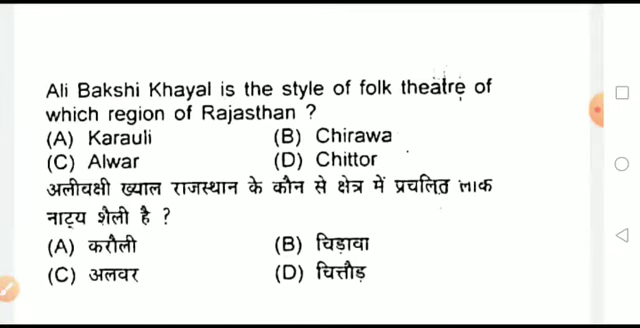 Ali Bakshi Khayal is the style of folk theatre of
which region of Rajasthan ?
(A) Karauli (B) Chirawa
(C) Alwar (D) Chittor
अलीवक्षी ख्याल राजस्थान के कौन से क्षेत्र में प्रचलित लाक
नाट्य शैली है ?
(A) करौली (B) चिड़ावा
(C) अलवर (D) चित्तौड़